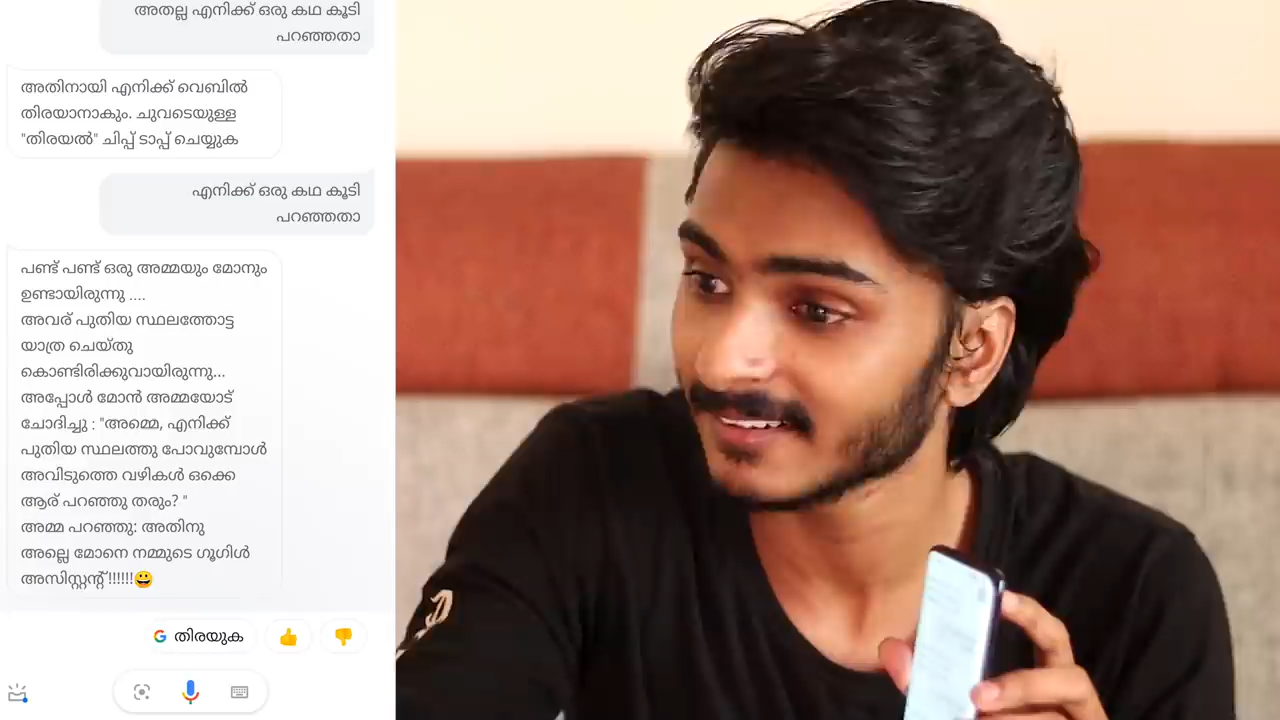 അതല്ല എനിക്ക് ഒരു കഥ കൂടി
പറഞ്ഞതാ
അതിനായി എനിക്ക് വെബിൽ
തിരയാനാകും. ചുവടെയുള്ള
"തിരയൽ" ചിപ്പ് ടാപ്പ് ചെയ്യുക
എനിക്ക് ഒരു കഥ കൂടി
പറഞ്ഞതാ
പണ്ട് പണ്ട് ഒരു അമ്മയും മോനും
ഉണ്ടായിരുന്നു ....
അവര് പുതിയ സ്ഥലത്തോട്ട
യാത്ര ചെയ്തു
കൊണ്ടിരിക്കുവായിരുന്നു...
അപ്പോൾ മോൻ അമ്മയോട്
ചോദിച്ചു : "അമ്മെ, എനിക്ക്
പുതിയ സ്ഥലത്തു പോവുമ്പോൾ
അവിടുത്തെ വഴികൾ ഒക്കെ
ആര് പറഞ്ഞു തരും? "
അമ്മ പറഞ്ഞു: അതിനു
അല്ലെ മോനെ നമ്മുടെ ഗൂഗിൾ
അസിസ്റ്റന്റ് !!!!!!😀
തിരയുക